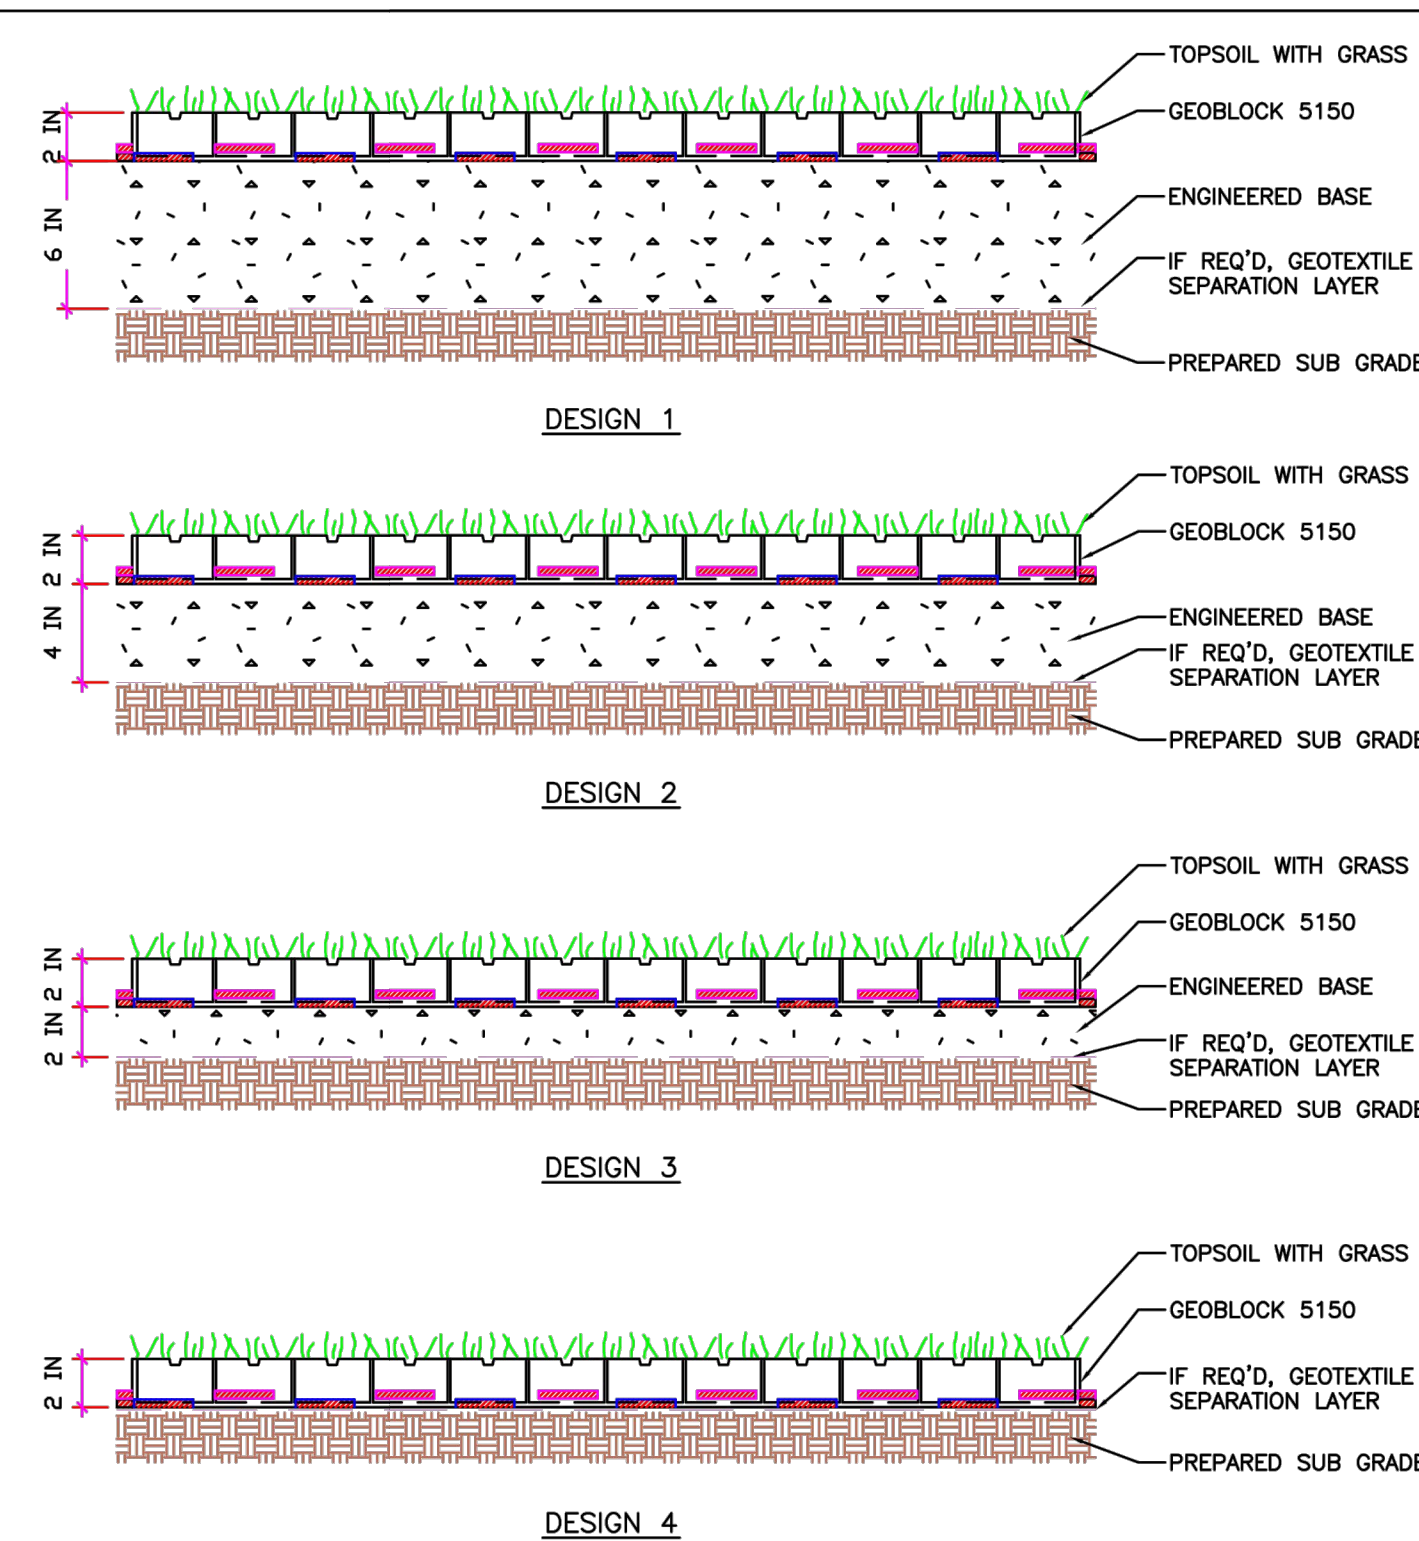 TOPSOIL WITH GRASS
GEOBLOCK 5150
2 IN
ENGINEERED BASE
6 IN
IF REQ'D, GEOTEXTILE
SEPARATION LAYER
PREPARED SUB GRADE
DESIGN 1
TOPSOIL WITH GRASS
GEOBLOCK 5150
2 IN
ENGINEERED BASE
4 IN
IF REQ'D, GEOTEXTILE
SEPARATION LAYER
PREPARED SUB GRADE
DESIGN 2
TOPSOIL WITH GRASS
GEOBLOCK 5150
2 IN
ENGINEERED BASE
2 IN
IF REQ'D, GEOTEXTILE
SEPARATION LAYER
PREPARED SUB GRADE
DESIGN 3
TOPSOIL WITH GRASS
GEOBLOCK 5150
2 IN
IF REQ'D, GEOTEXTILE
SEPARATION LAYER
PREPARED SUB GRADE
DESIGN 4